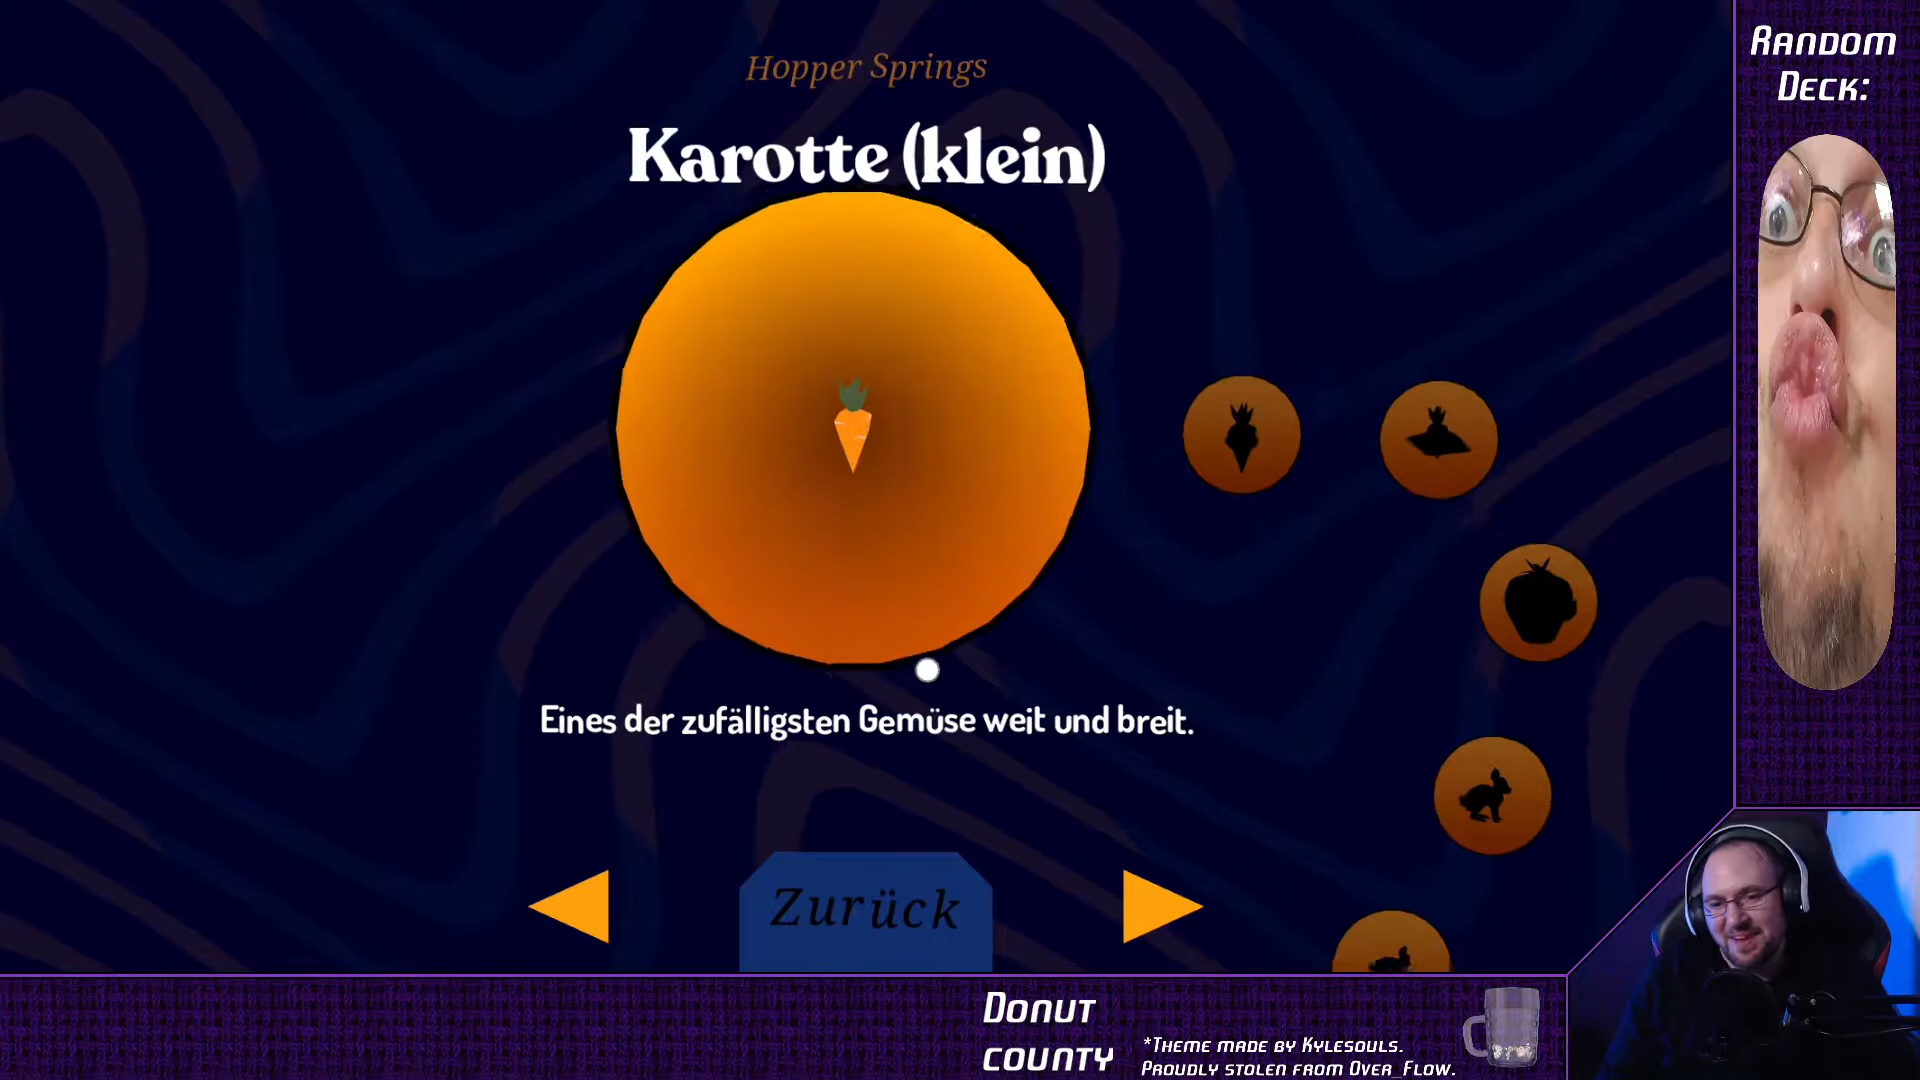 Hopper Springs
Karotte (klein)
Eines der zufälligsten Gemüse weit und breit.
Zurück
Random
Deck:
Donut
county
*Theme made by Kylesouls.
Proudly stolen from Over_Flow.